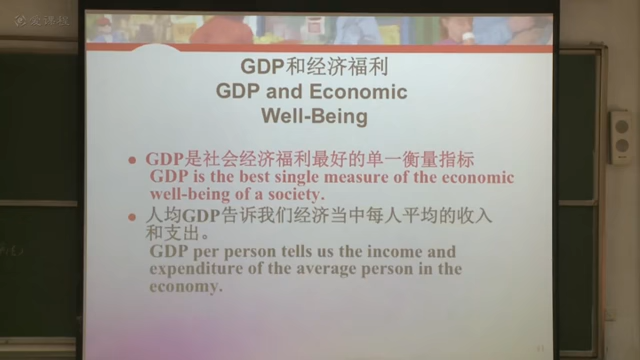 爱课程
GDP和经济福利
GDP and Economic
Well-Being
GDP是社会经济福利最好的单一衡量指标
GDP is the best single measure of the economic
well-being of a society.
人均GDP告诉我们经济当中每人平均的收入
和支出。
GDP per person tells us the income and
expenditure of the average person in the
economy.